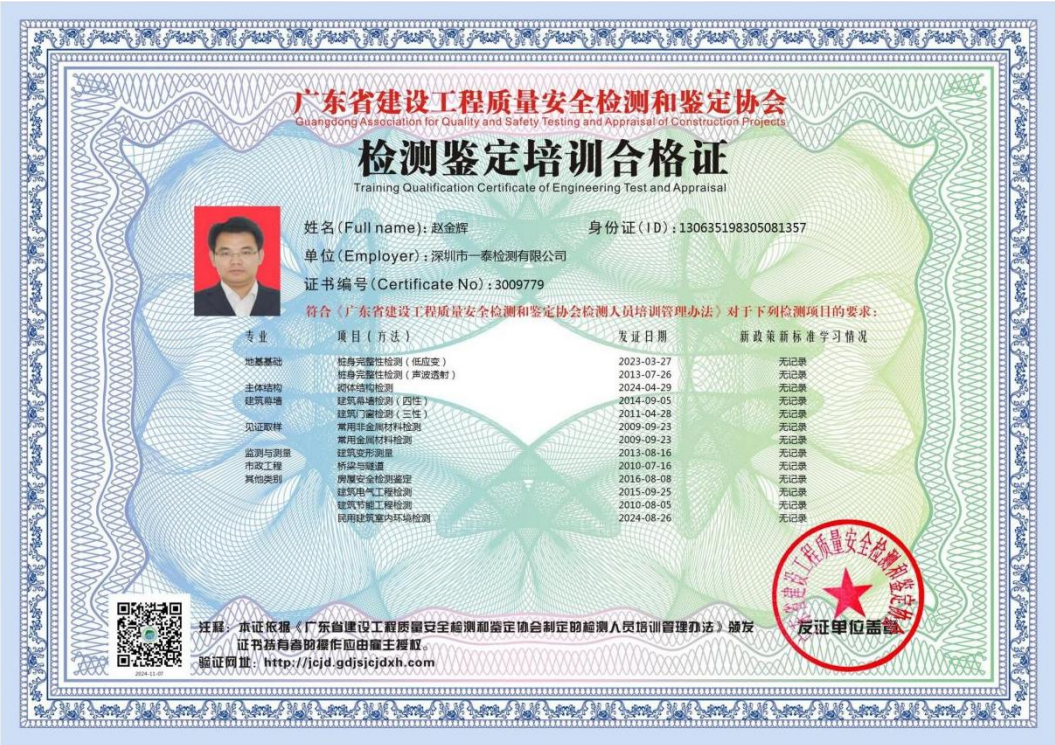 广东省建设工程质量安全检测和鉴定协会
Guangdong Association for Quality and Safety Testing and Appraisal of Construction Projects
检测鉴定培训合格证
Training Qualification Certificate of Engineering Test and Appraisal
姓名(Full name):赵金辉 身份证(ID):130635198305081357
单位(Employer):深圳市一泰检测有限公司
证书编号(Certificate No):3009779
符合《广东省建设工程质量安全检测和鉴定协会检测人员培训管理办法》对于下列检测项目的要求:
专业 项目(方法) 发证日期 新政策新标准学习情况
地基基础 桩身完整性检测(低应变) 2023-03-27 无记录
桩身完整性检测(声波透射) 2013-07-26 无记录
主体结构 砌体结构检测 2024-04-29 无记录
建筑幕墙 建筑幕墙检测(四性) 2014-09-05 无记录
建筑门窗检测(三性) 2011-04-28 无记录
见证取样 常用非金属材料检测 2009-09-23 无记录
常用金属材料检测 2009-09-23 无记录
监测与测量 建筑变形测量 2013-08-16 无记录
市政工程 桥梁与隧道 2010-07-16 无记录
其他类别 房屋安全检测鉴定 2016-08-08 无记录
建筑电气工程检测 2015-09-25 无记录
建筑节能工程检测 2010-08-05 无记录
民用建筑室内环境检测 2024-08-26 无记录
广东省建设工程质量安全检测和鉴定协会
发证单位盖章
注释:本证依据《广东省建设工程质量安全检测和鉴定协会制定的检测人员培训管理办法》颁发
证书持有者的操作应由雇主授权。
验证网址:http://jcjd.gdjsjcjdxh.com
2024-11-07